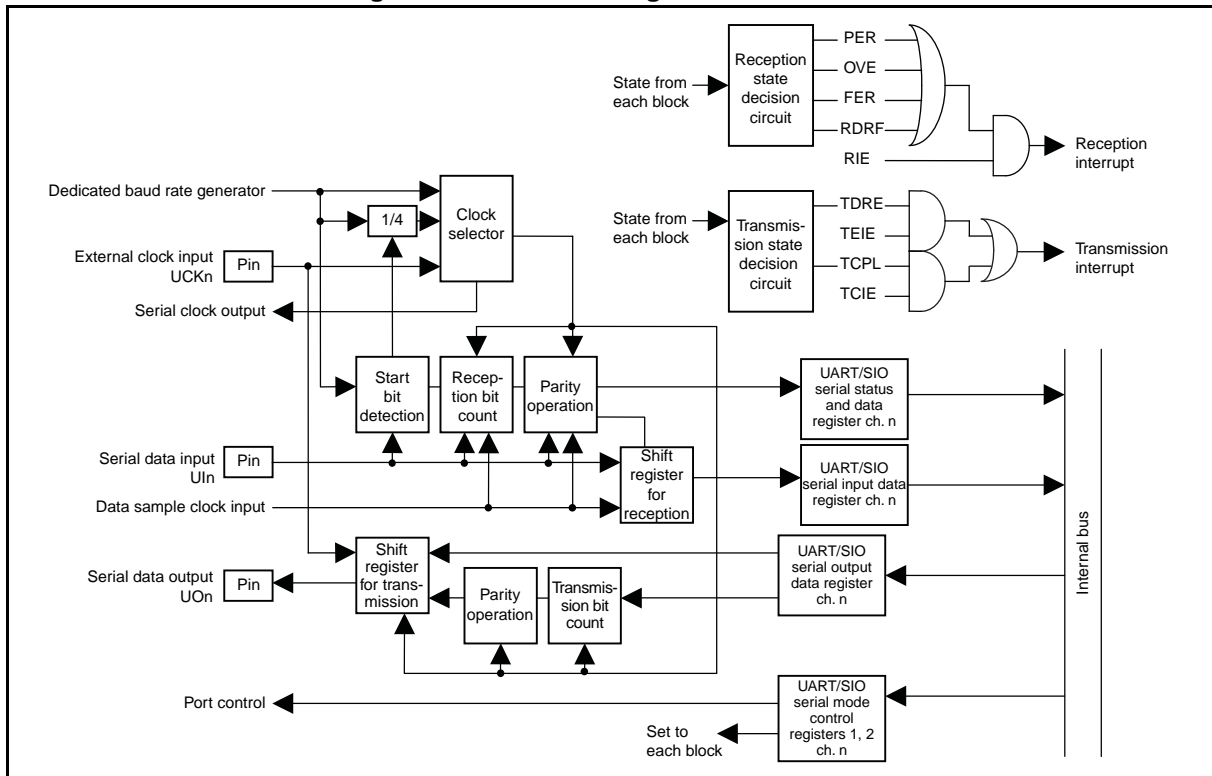 PER
OVE
FER
RDRF
RIE
Reception
state
decision
circuit
State from
each block
Reception
interrupt
Dedicated baud rate generator
1/4
Clock
selector
External clock input
UCKn
Pin
Serial clock output
State from
each block
Transmis-
sion state
decision
circuit
TDRE
TEIE
TCPL
TCIE
Transmission
interrupt
Start
bit
detection
Recep-
tion bit
count
Parity
operation
UART/SIO
serial status
and data
register ch. n
Serial data input
UIn
Pin
Data sample clock input
Shift
register
for
reception
UART/SIO
serial input data
register ch. n
Serial data output
UOn
Pin
Shift
register
for trans-
mission
Parity
operation
Transmis-
sion bit
count
UART/SIO
serial output
data register
ch. n
Internal bus
Port control
Set to
each block
UART/SIO
serial mode
control
registers 1, 2
ch. n